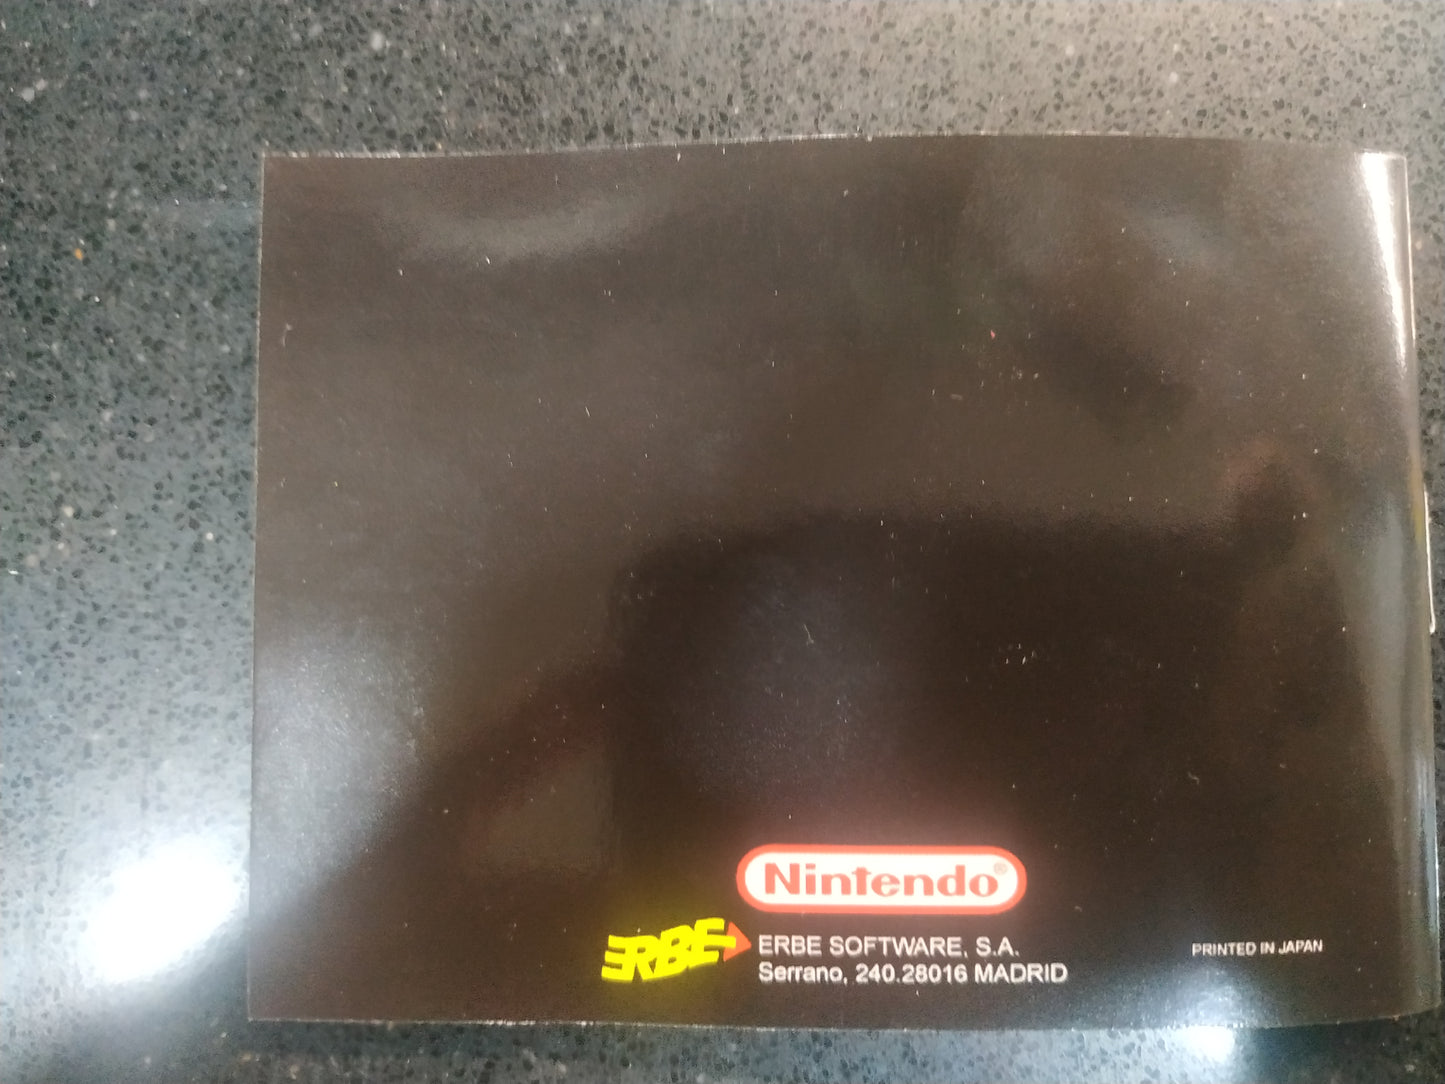 Nintendo®
ERBE
ERBE SOFTWARE, S.A.
Serrano, 240.28016 MADRID
PRINTED IN JAPAN